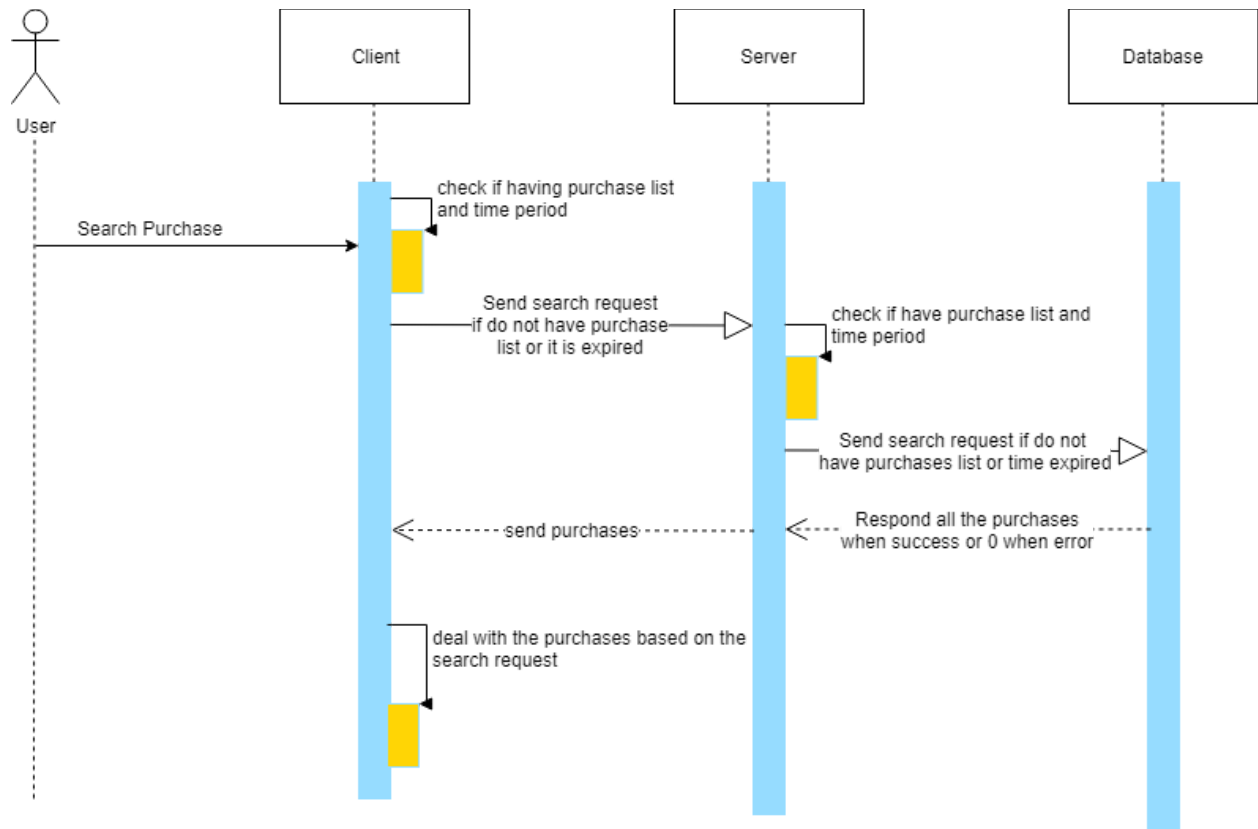 User
Client
Server
Database
check if having purchase list
and time period
Search Purchase
Send search request
if do not have purchase
list or it is expired
check if have purchase list and
time period
Send search request if do not
have purchases list or time expired
Respond all the purchases
when success or 0 when error
send purchases
deal with the purchases based on the
search request